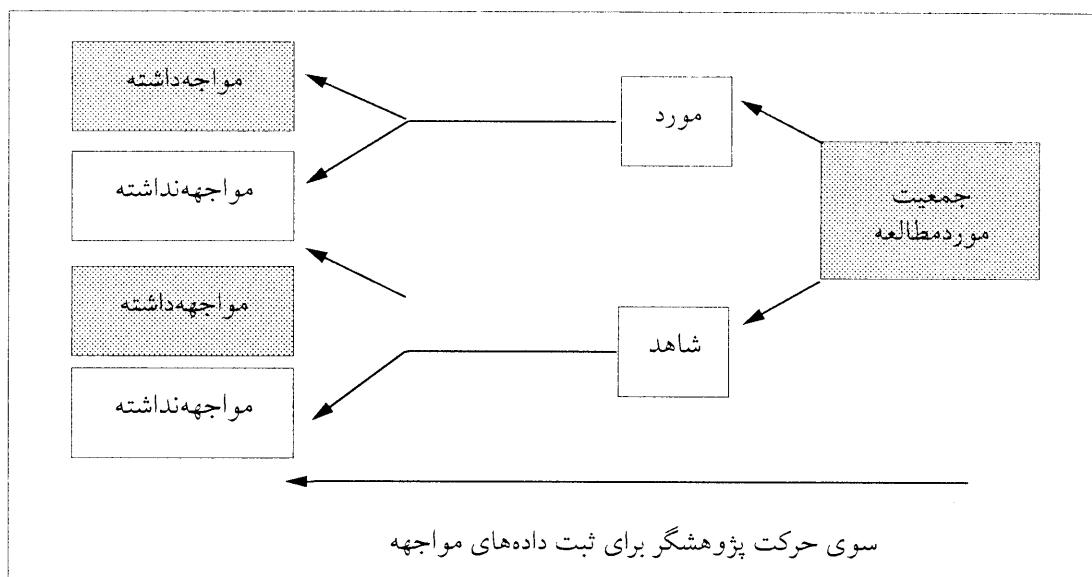 جمعیت
موردمطالعه
مورد
شاهد
مواجه‌داشته
مواجهه‌نداشته
مواجهه‌داشته
مواجهه‌نداشته
سوی حرکت پژوهشگر برای ثبت داده‌های مواجهه